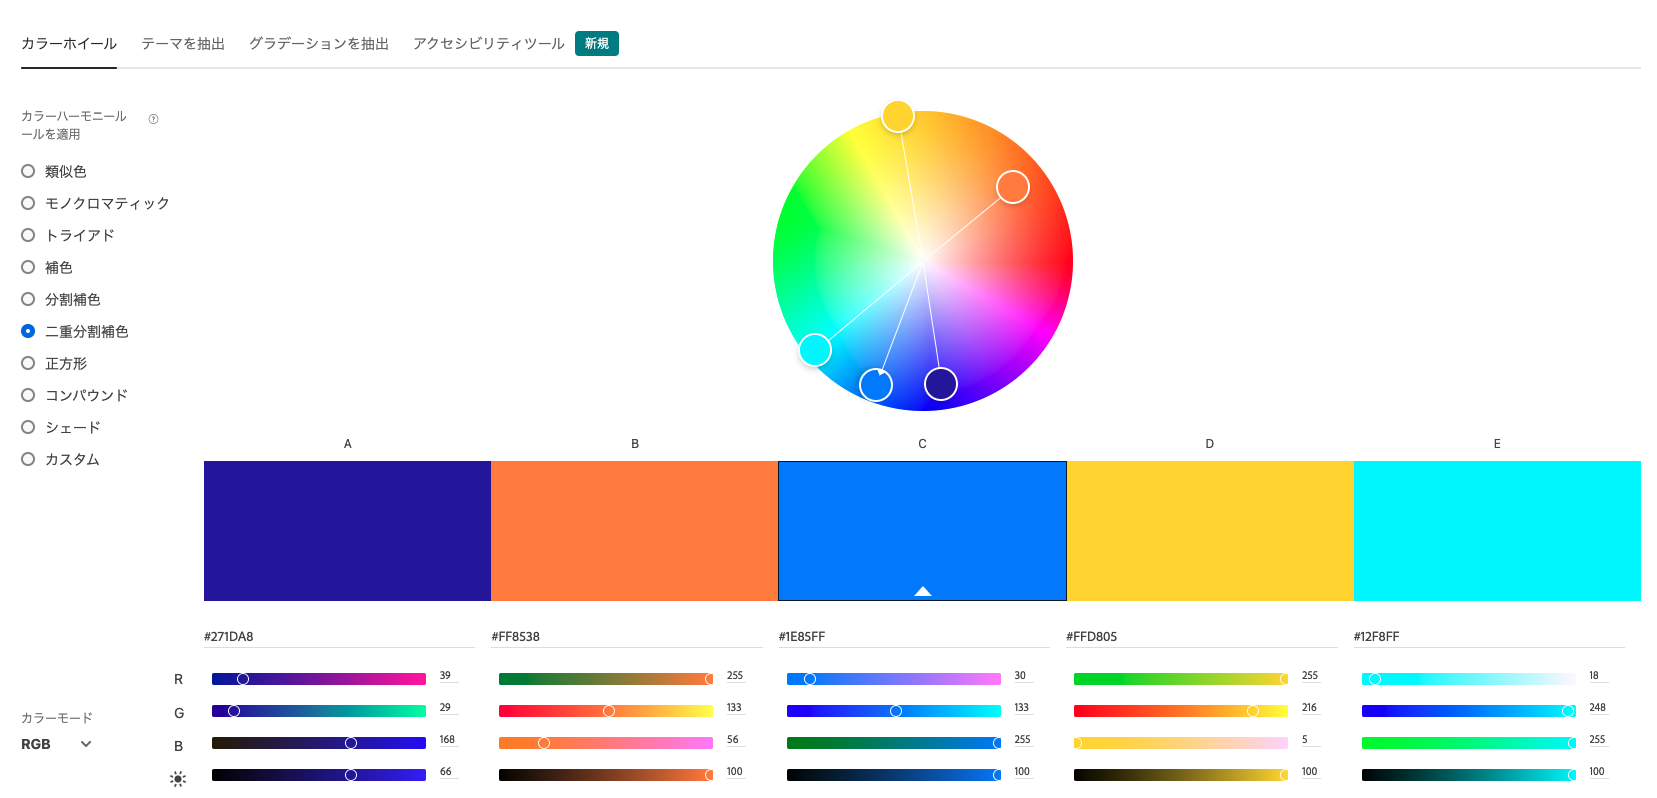 カラーホイール テーマを抽出 グラデーションを抽出 アクセシビリティツール 新規
カラーハーモニール
ールを適用
類似色
モノクロマティック
トライアド
補色
分割補色
二重分割補色
正方形
コンパウンド
シェード
カスタム
A B C D E
#271DA8 #FF8538 #1E85FF #FFD805 #12F8FF
R 39 255 30 255 18
G 29 133 133 216 248
B 168 56 255 5 255
66 100 100 100 100
カラーモード
RGB